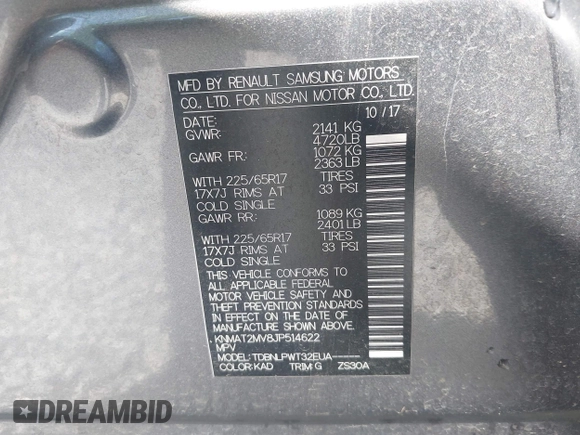 MFD BY RENAULT SAMSUNG MOTORS
CO., LTD. FOR NISSAN MOTOR CO., LTD.
DATE: 10 / 17
GVWR: 2141 KG
4720LB
GAWR FR: 1072 KG
2363LB
WITH 225/65R17 TIRES
17X7J RIMS AT 33 PSI
COLD SINGLE
GAWR RR: 1089 KG
2401 LB
WITH 225/65R17 TIRES
17X7J RIMS AT 33 PSI
COLD SINGLE
THIS VEHICLE CONFORMS TO
ALL APPLICABLE FEDERAL
MOTOR VEHICLE SAFETY AND
THEFT PREVENTION STANDARDS
IN EFFECT ON THE DATE OF
MANUFACTURE SHOWN ABOVE.
KNMAT2MV8JP514622
MPV
MODEL:TDBNLPWT32EUA-----
COLOR:KAD TRIM:G ZS30A
DREAMBID